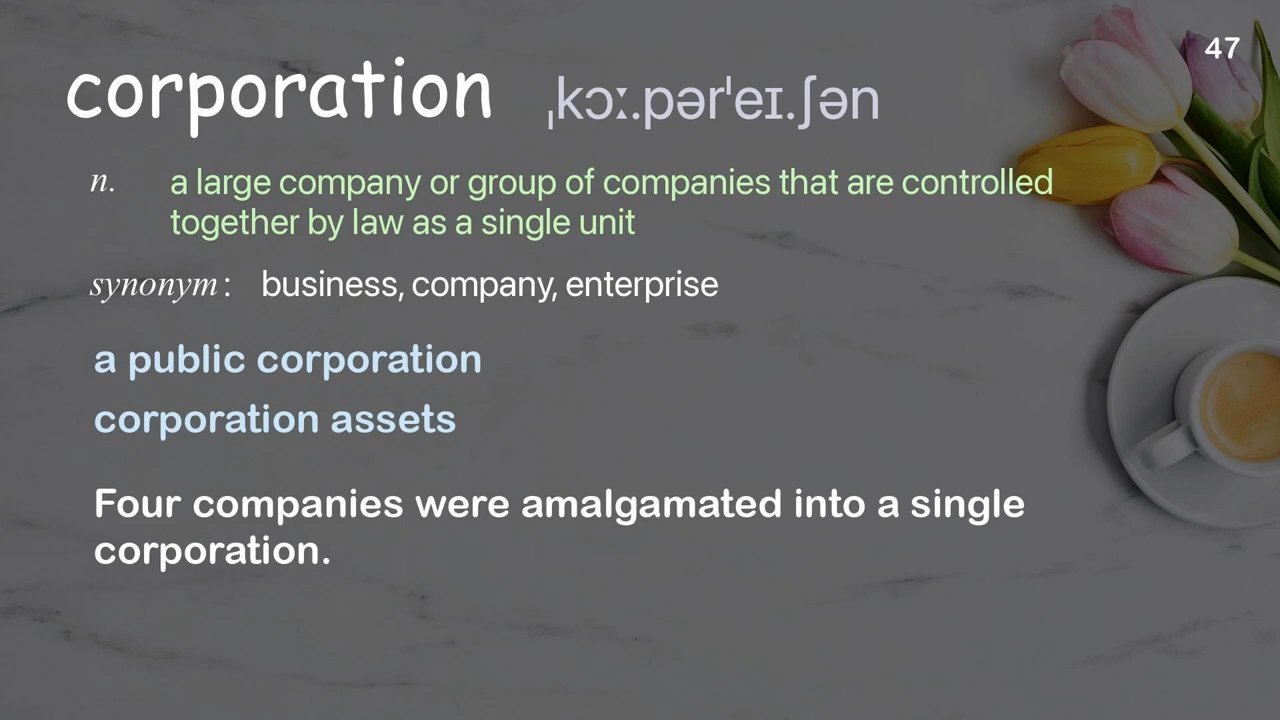 47
corporation ˌkɔː.pərˈeɪ.ʃən
n. a large company or group of companies that are controlled
together by law as a single unit
synonym: business, company, enterprise
a public corporation
corporation assets
Four companies were amalgamated into a single
corporation.